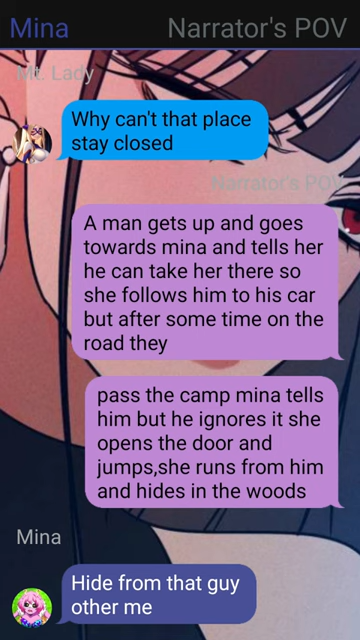 Mina
Narrator's POV
Mt. Lady
Why can't that place
stay closed
Narrator's POV
A man gets up and goes
towards mina and tells her
he can take her there so
she follows him to his car
but after some time on the
road they
pass the camp mina tells
him but he ignores it she
opens the door and
jumps,she runs from him
and hides in the woods
Mina
Hide from that guy
other me